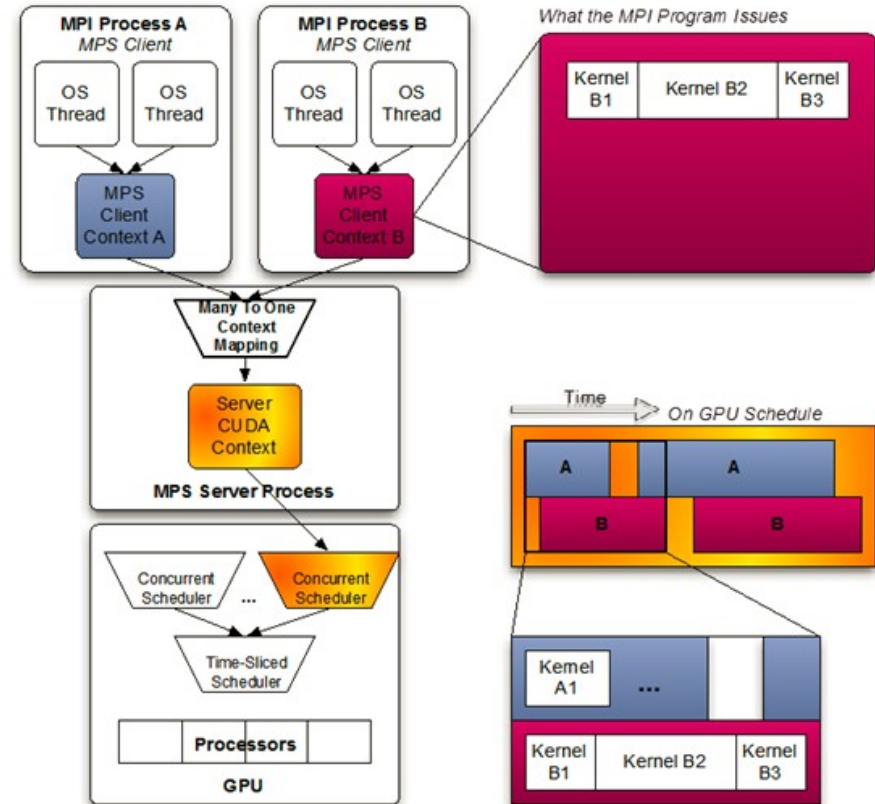 MPI Process A
MPS Client
OS
Thread
OS
Thread
MPS
Client
Context A
MPI Process B
MPS Client
OS
Thread
OS
Thread
MPS
Client
Context B
What the MPI Program Issues
Kernel
B1
Kernel B2
Kernel
B3
Many To One
Context
Mapping
Server
CUDA
Context
MPS Server Process
Concurrent
Scheduler
...
Concurrent
Scheduler
Time-Sliced
Scheduler
Processors
GPU
Time
On GPU Schedule
A
A
B
B
Kernel
A1
...
Kernel
B1
Kernel B2
Kernel
B3